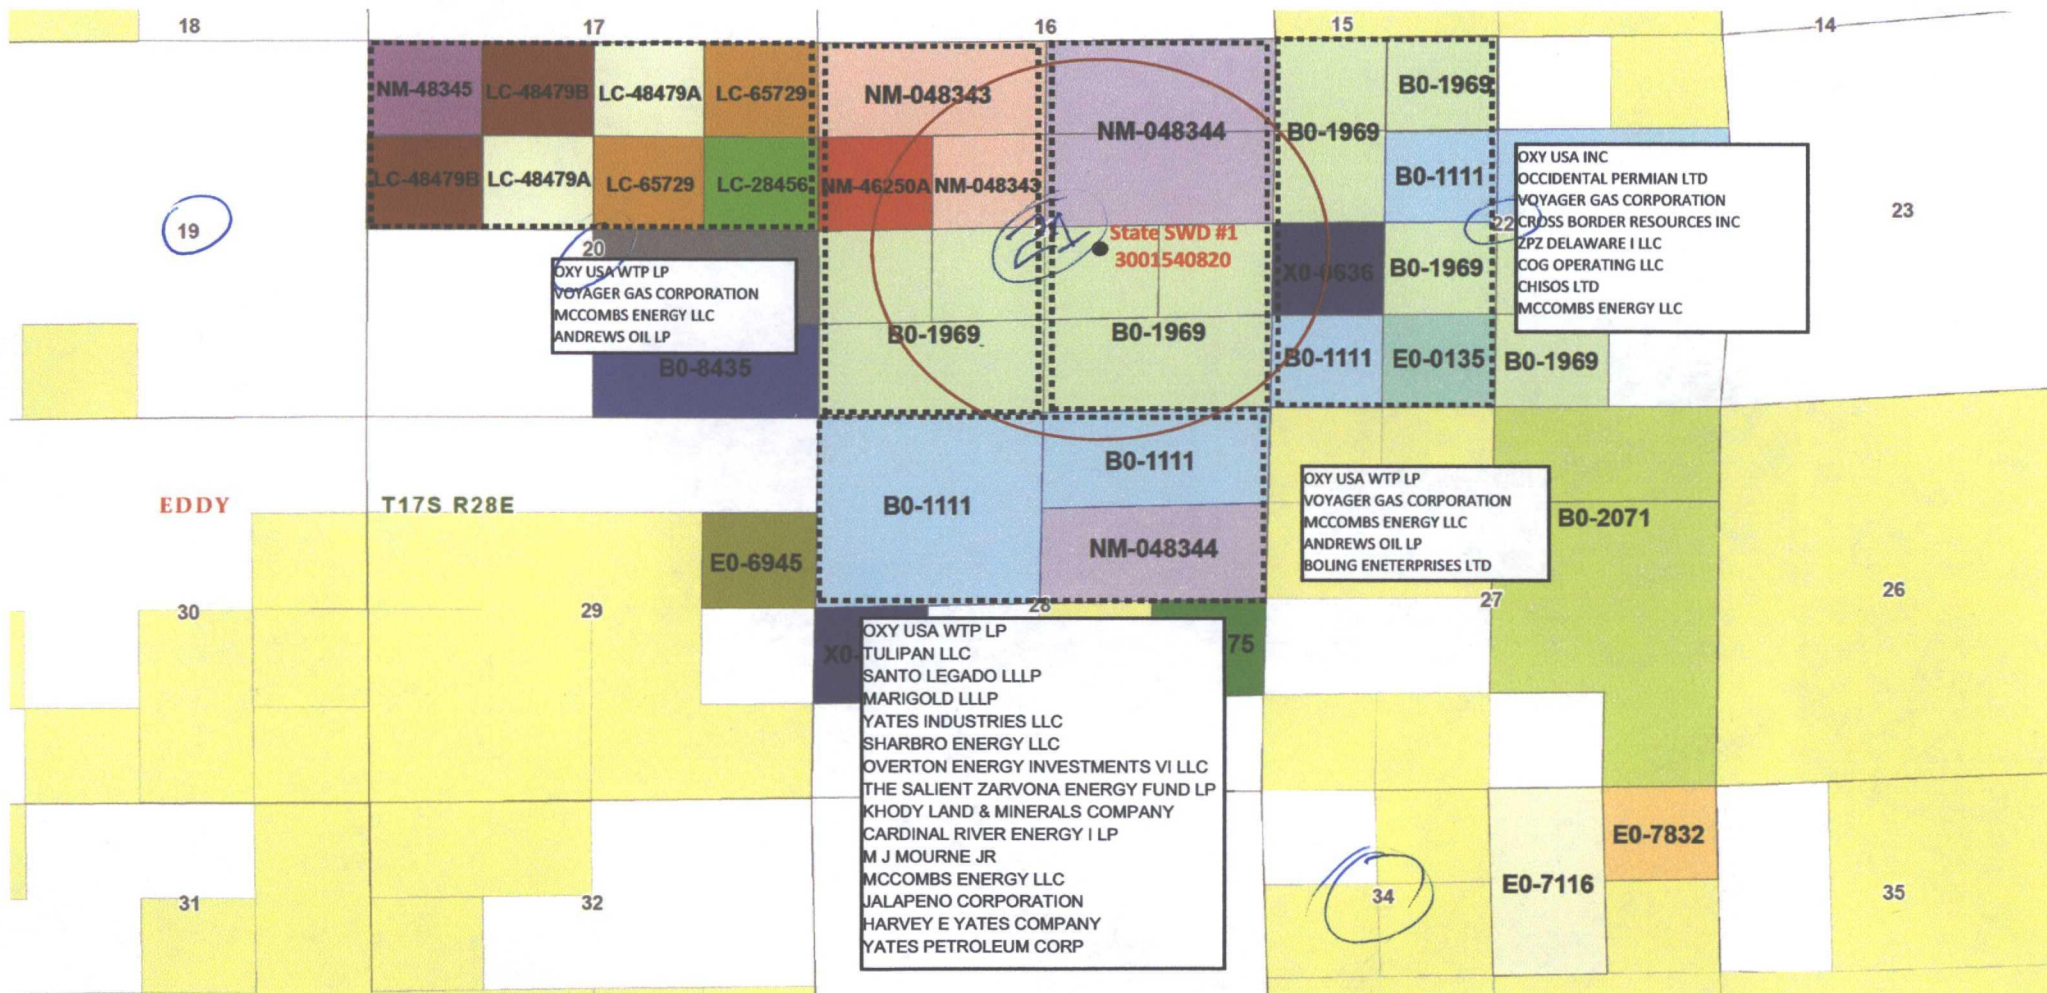 18
17
16
15
14
NM-48345
LC-48479B
LC-48479A
LC-65729
NM-048343
NM-048344
B0-1969
B0-1969
LC-48479B
LC-48479A
LC-65729
LC-28456
NM-46250A
NM-048343
B0-1111
19
20
21
22
23
State SWD #1
3001540820
X0-0636
B0-1969
B0-8435
B0-1969
B0-1969
B0-1111
E0-0135
B0-1969
OXY USA WTP LP
VOYAGER GAS CORPORATION
MCCOMBS ENERGY LLC
ANDREWS OIL LP
OXY USA INC
OCCIDENTAL PERMIAN LTD
VOYAGER GAS CORPORATION
CROSS BORDER RESOURCES INC
ZPZ DELAWARE I LLC
COG OPERATING LLC
CHISOS LTD
MCCOMBS ENERGY LLC
EDDY
T17S R28E
B0-1111
B0-1111
NM-048344
E0-6945
OXY USA WTP LP
VOYAGER GAS CORPORATION
MCCOMBS ENERGY LLC
ANDREWS OIL LP
BOLING ENETERPRISES LTD
B0-2071
30
29
28
27
26
X0-
75
OXY USA WTP LP
TULIPAN LLC
SANTO LEGADO LLLP
MARIGOLD LLLP
YATES INDUSTRIES LLC
SHARBRO ENERGY LLC
OVERTON ENERGY INVESTMENTS VI LLC
THE SALIENT ZARVONA ENERGY FUND LP
KHODY LAND & MINERALS COMPANY
CARDINAL RIVER ENERGY I LP
M J MOURNE JR
MCCOMBS ENERGY LLC
JALAPENO CORPORATION
HARVEY E YATES COMPANY
YATES PETROLEUM CORP
E0-7832
E0-7116
31
32
34
35